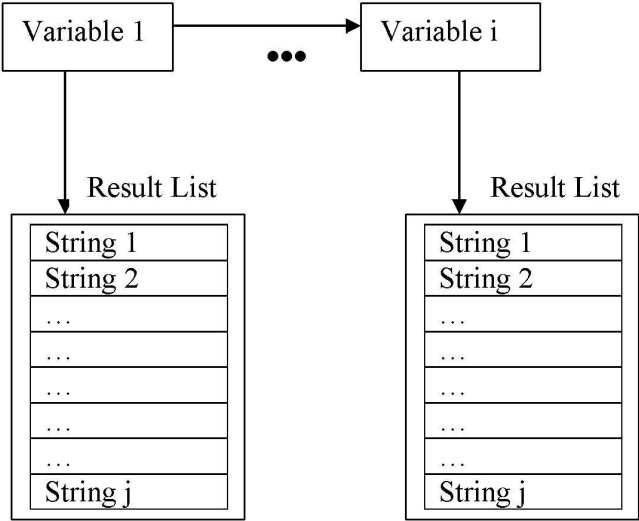 Variable 1
Variable i
Result List
Result List
String 1
String 2
…
…
…
…
…
String j
String 1
String 2
…
…
…
…
…
String j